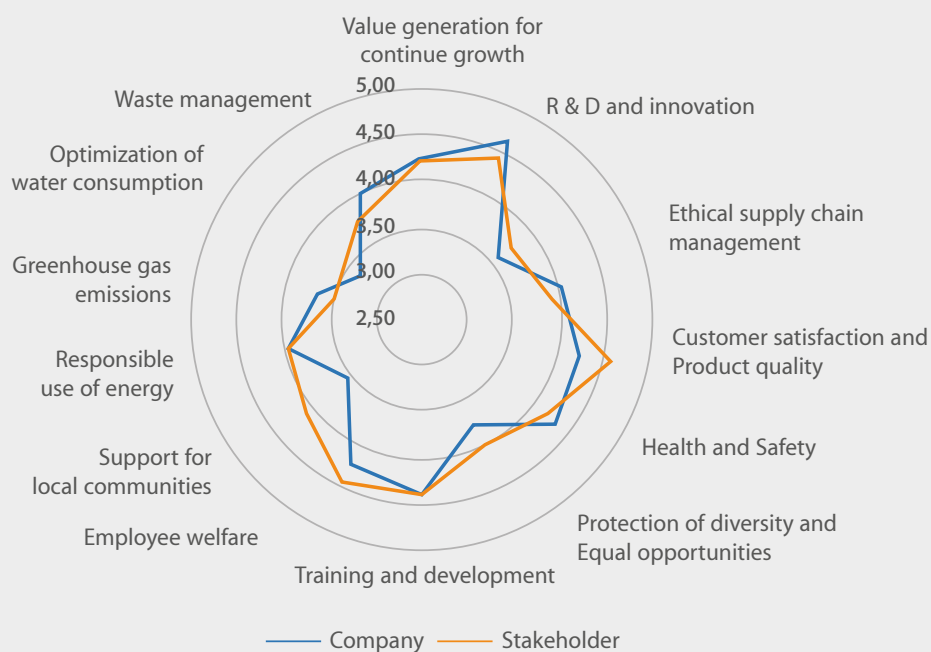 Value generation for
continue growth
R & D and innovation
Ethical supply chain
management
Customer satisfaction and
Product quality
Health and Safety
Protection of diversity and
Equal opportunities
Training and development
Employee welfare
Support for
local communities
Responsible
use of energy
Greenhouse gas
emissions
Optimization of
water consumption
Waste management
5,00
4,50
4,00
3,50
3,00
2,50
Company
Stakeholder